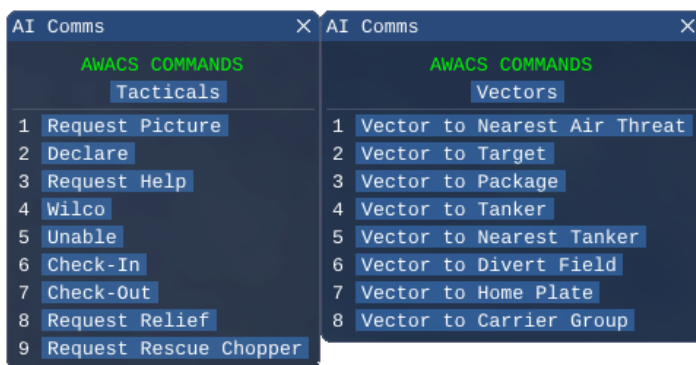 AI Comms ×
AWACS COMMANDS
Tacticals
1 Request Picture
2 Declare
3 Request Help
4 Wilco
5 Unable
6 Check-In
7 Check-Out
8 Request Relief
9 Request Rescue Chopper
AI Comms ×
AWACS COMMANDS
Vectors
1 Vector to Nearest Air Threat
2 Vector to Target
3 Vector to Package
4 Vector to Tanker
5 Vector to Nearest Tanker
6 Vector to Divert Field
7 Vector to Home Plate
8 Vector to Carrier Group